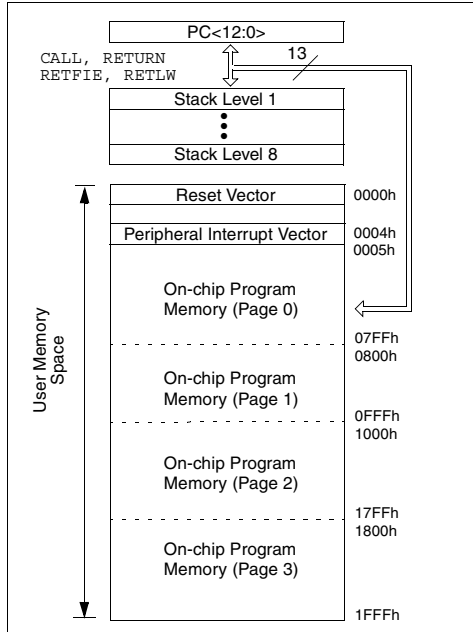 PC<12:0>
CALL, RETURN
RETFIE, RETLW
13
Stack Level 1
Stack Level 8
Reset Vector
0000h
Peripheral Interrupt Vector
0004h
0005h
On-chip Program
Memory (Page 0)
07FFh
0800h
On-chip Program
Memory (Page 1)
0FFFh
1000h
On-chip Program
Memory (Page 2)
17FFh
1800h
On-chip Program
Memory (Page 3)
1FFFh
User Memory
Space